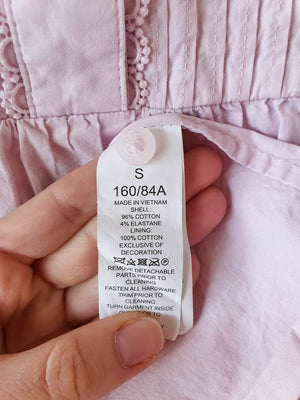 S
160/84A
MADE IN VIETNAM
SHELL:
96% COTTON
4% ELASTANE
LINING:
100% COTTON
EXCLUSIVE OF
DECORATION
REMOVE DETACHABLE
PARTS PRIOR TO
CLEANING
FASTEN ALL HARDWARE
TRIM PRIOR TO
CLEANING
TURN GARMENT INSIDE